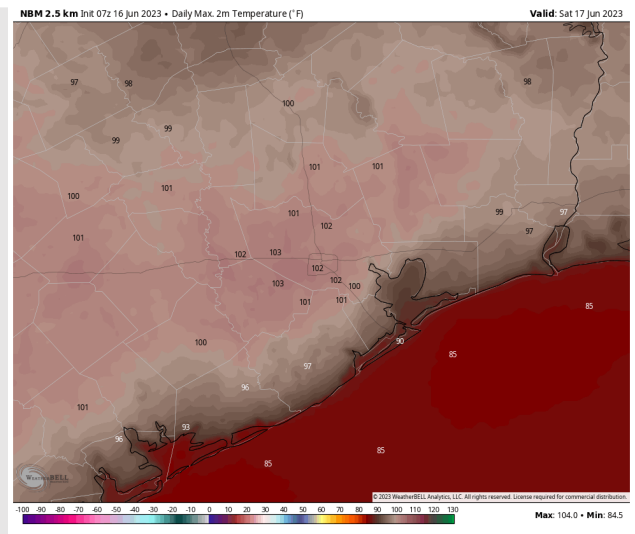 NBM 2.5 km Init 07z 16 Jun 2023 • Daily Max. 2m Temperature (°F) Valid: Sat 17 Jun 2023
97 98 98
100
99 99
101 101
101
100
101 99 97
102 97
101
102 103
102
103 102 100
101 101
85
100 90
85
97
96
101
93
96
85
85
WeatherBELL
© 2023 WeatherBELL Analytics, LLC. All rights reserved. License required for commercial distribution.
-100 -90 -80 -70 -60 -50 -40 -30 -20 -10 0 10 20 30 40 50 60 70 80 90 100 110 120 130
Max: 104.0 • Min: 84.5